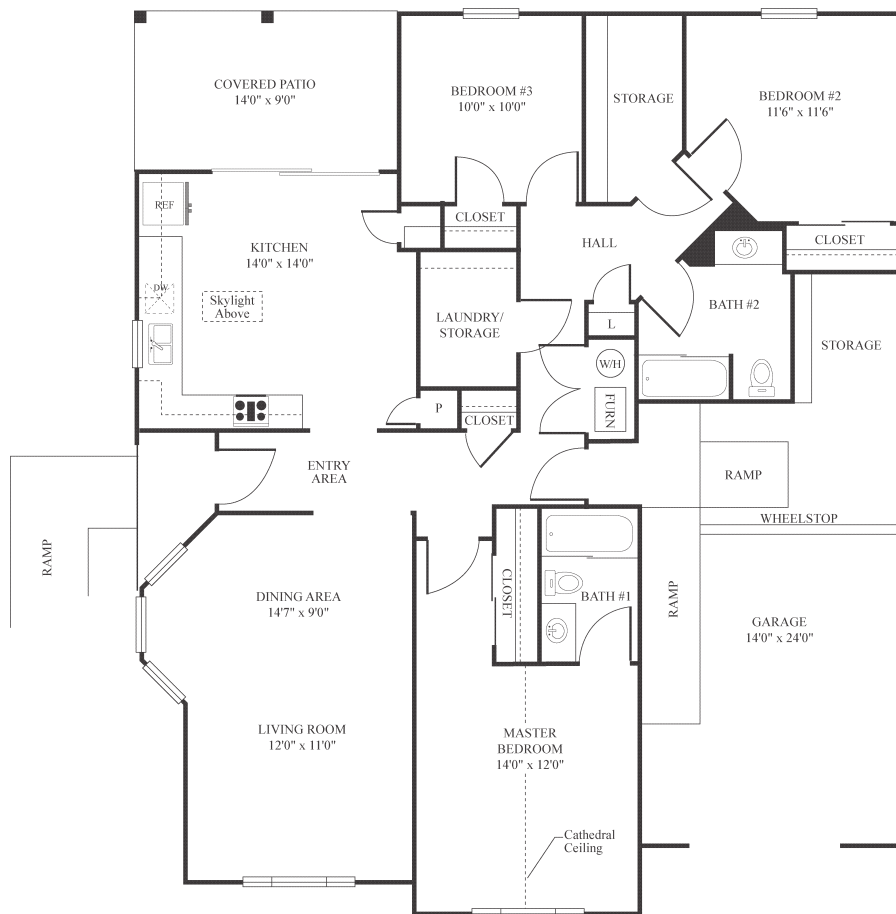 COVERED PATIO
14'0" x 9'0"
BEDROOM #3
10'0" x 10'0"
STORAGE
BEDROOM #2
11'6" x 11'6"
REF
CLOSET
KITCHEN
14'0" x 14'0"
HALL
CLOSET
DW
Skylight
Above
LAUNDRY/
STORAGE
L
BATH #2
STORAGE
W/H
P
CLOSET
FURN
ENTRY
AREA
RAMP
WHEELSTOP
RAMP
DINING AREA
14'7" x 9'0"
CLOSET
BATH #1
RAMP
GARAGE
14'0" x 24'0"
LIVING ROOM
12'0" x 11'0"
MASTER
BEDROOM
14'0" x 12'0"
Cathedral
Ceiling